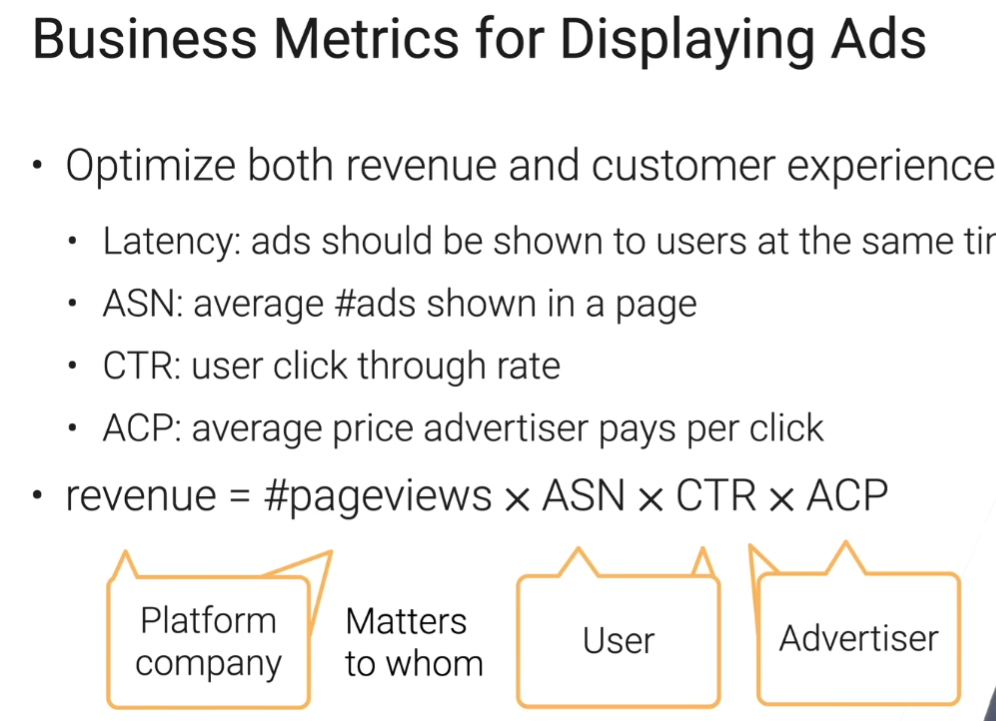 Business Metrics for Displaying Ads
• Optimize both revenue and customer experience
• Latency: ads should be shown to users at the same
• ASN: average #ads shown in a page
• CTR: user click through rate
• ACP: average price advertiser pays per click
• revenue = #pageviews × ASN × CTR × ACP
Platform
company
Matters
to whom
User
Advertiser